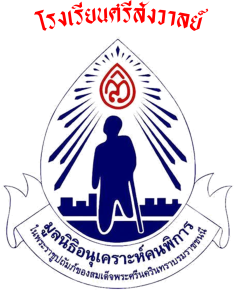 โรงเรียนศรีสังวาลย์
มูลนิธิอนุเคราะห์คนพิการ
ในพระราชูปถัมภ์ของสมเด็จพระศรีนครินทราบรมราชชนนี